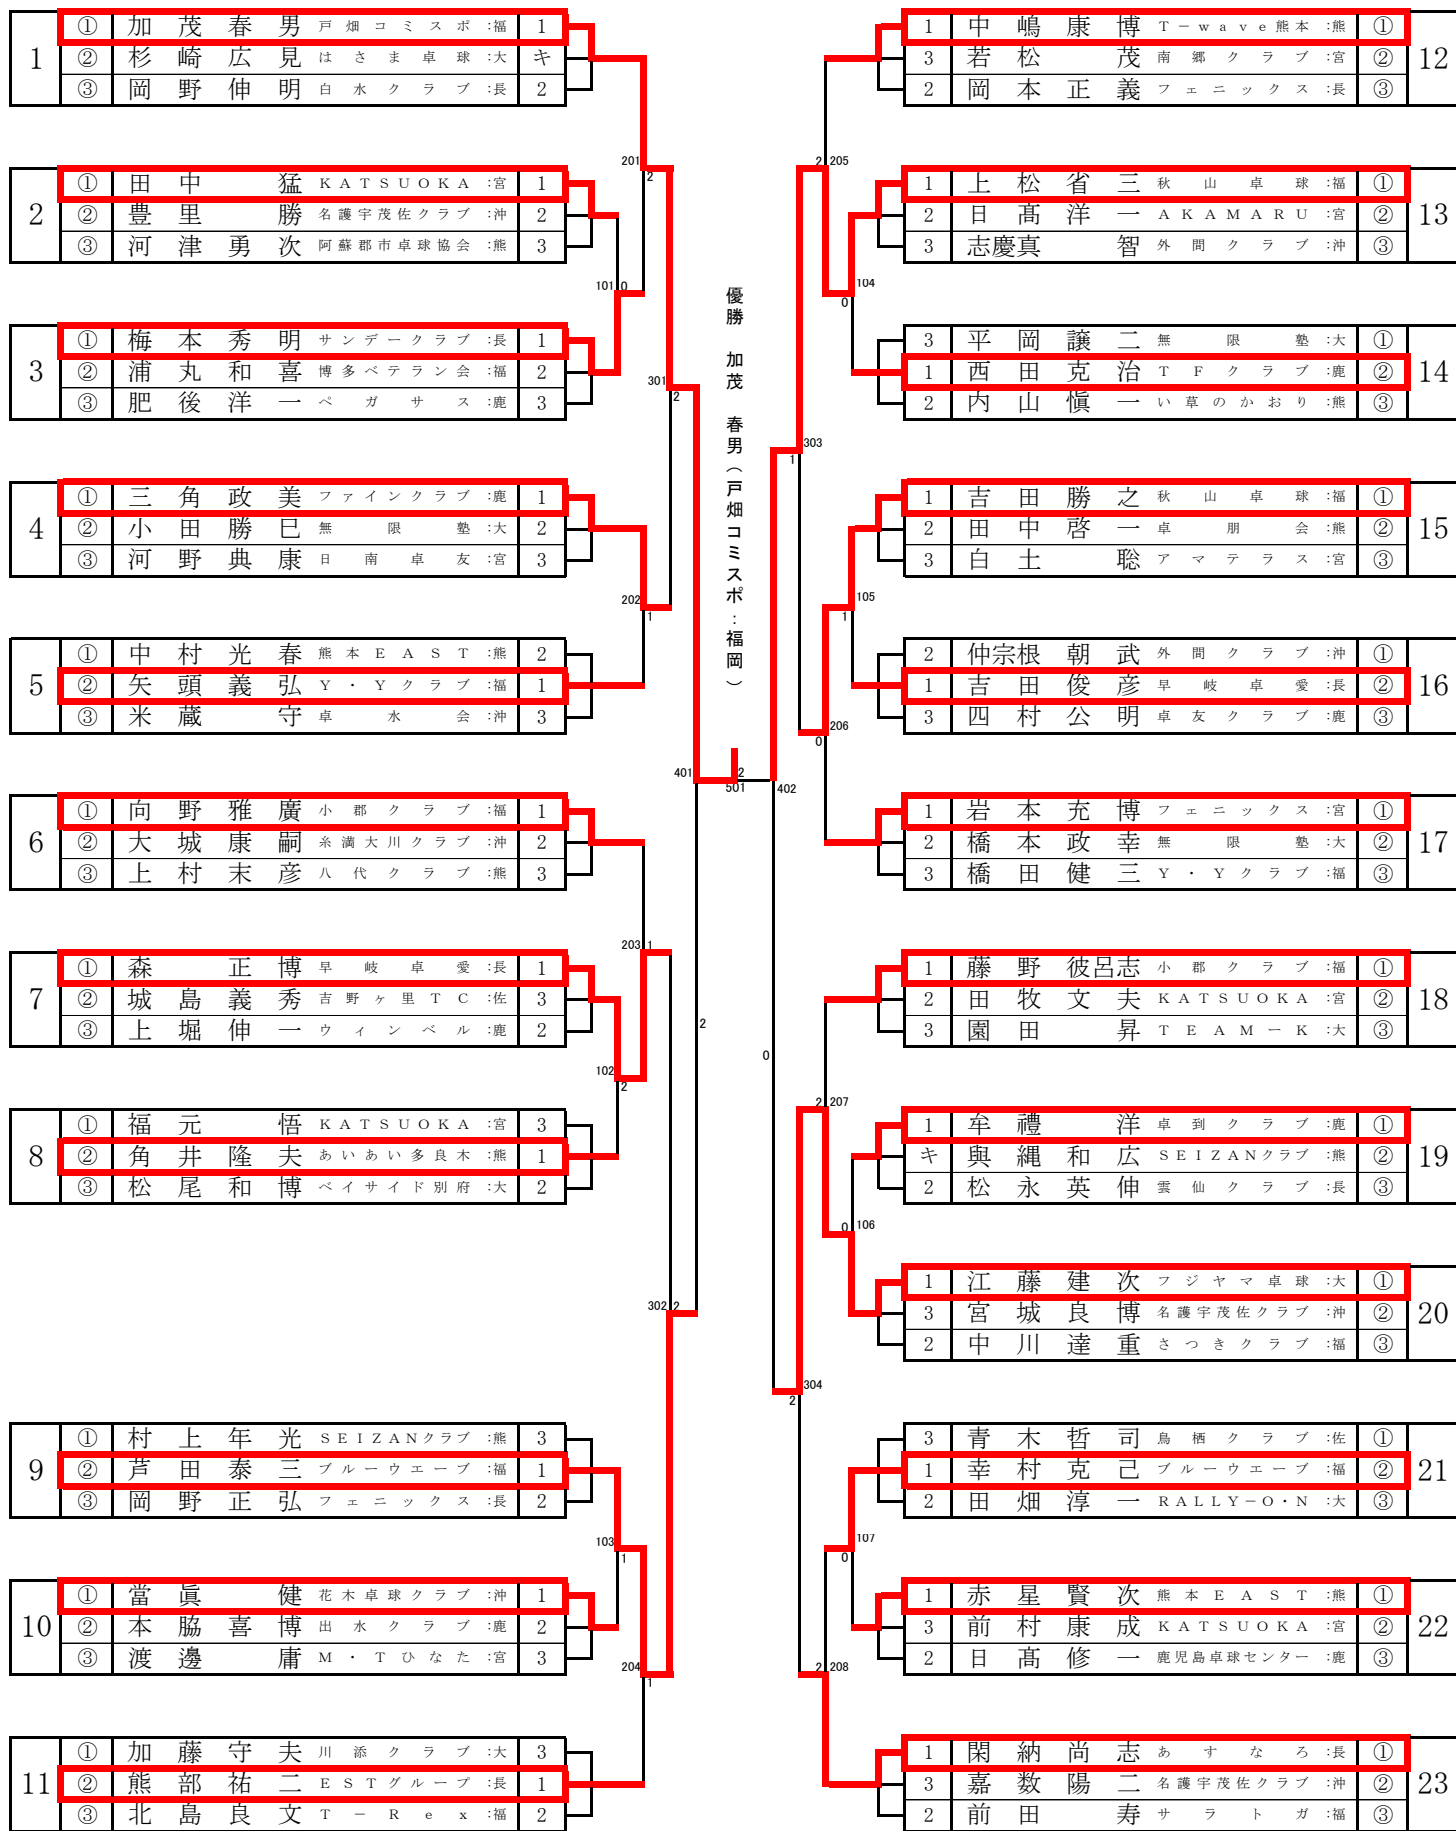 1
① 加茂春男 戸畑コミスポ:福 1
② 杉崎広見 はさま卓球:大 キ
③ 岡野伸明 白水クラブ:長 2
2
① 田中猛 KATSUOKA:宮 1
② 豊里勝 名護宇茂佐クラブ:沖 2
③ 河津勇次 阿蘇郡市卓球協会:熊 3
3
① 梅本秀明 サンデークラブ:長 1
② 浦丸和喜 博多ベテラン会:福 2
③ 肥後洋一 ペガサス:鹿 3
4
① 三角政美 ファインクラブ:鹿 1
② 小田勝巳 無限塾:大 2
③ 河野典康 日南卓友:宮 3
5
① 中村光春 熊本EAST:熊 2
② 矢頭義弘 Y・Yクラブ:福 1
③ 米蔵守 卓水会:沖 3
6
① 向野雅廣 小郡クラブ:福 1
② 大城康嗣 糸満大川クラブ:沖 2
③ 上村末彦 八代クラブ:熊 3
7
① 森正博 早岐卓愛:長 1
② 城島義秀 吉野ヶ里TC:佐 3
③ 上堀伸一 ウィンベル:鹿 2
8
① 福元悟 KATSUOKA:宮 3
② 角井隆夫 あいあい多良木:熊 1
③ 松尾和博 ベイサイド別府:大 2
9
① 村上年光 SEIZANクラブ:熊 3
② 芦田泰三 ブルーウエーブ:福 1
③ 岡野正弘 フェニックス:長 2
10
① 當眞健 花木卓球クラブ:沖 1
② 本脇喜博 出水クラブ:鹿 2
③ 渡邊庸 M・Tひなた:宮 3
11
① 加藤守夫 川添クラブ:大 3
② 熊部祐二 ESTグループ:長 1
③ 北島良文 T-Rex:福 2
201
2
101 0
301
2
202
1
203 1
102
2
302 2
103
1
204
1
401
2
優勝 加茂 春男(戸畑コミスポ:福岡)
2
501
402
0
2 205
0 104
303
1
105
1
206
0
2 207
0 106
304
2
107
0
2 208
12
1 中嶋康博 T-wave熊本:熊 ①
3 若松茂 南郷クラブ:宮 ②
2 岡本正義 フェニックス:長 ③
13
1 上松省三 秋山卓球:福 ①
2 日髙洋一 AKAMARU:宮 ②
3 志慶真智 外間クラブ:沖 ③
14
3 平岡譲二 無限塾:大 ①
1 西田克治 TFクラブ:鹿 ②
2 内山愼一 い草のかおり:熊 ③
15
1 吉田勝之 秋山卓球:福 ①
2 田中啓一 卓朋会:熊 ②
3 白土聡 アマテラス:宮 ③
16
2 仲宗根朝武 外間クラブ:沖 ①
1 吉田俊彦 早岐卓愛:長 ②
3 四村公明 卓友クラブ:鹿 ③
17
1 岩本充博 フェニックス:宮 ①
2 橋本政幸 無限塾:大 ②
3 橋田健三 Y・Yクラブ:福 ③
18
1 藤野彼呂志 小郡クラブ:福 ①
2 田牧文夫 KATSUOKA:宮 ②
3 園田昇 TEAM-K:大 ③
19
1 牟禮洋 卓到クラブ:鹿 ①
キ 與縄和広 SEIZANクラブ:熊 ②
2 松永英伸 雲仙クラブ:長 ③
20
1 江藤建次 フジヤマ卓球:大 ①
3 宮城良博 名護宇茂佐クラブ:沖 ②
2 中川達重 さつきクラブ:福 ③
21
3 青木哲司 鳥栖クラブ:佐 ①
1 幸村克己 ブルーウエーブ:福 ②
2 田畑淳一 RALLY-O・N:大 ③
22
1 赤星賢次 熊本EAST:熊 ①
3 前村康成 KATSUOKA:宮 ②
2 日髙修一 鹿児島卓球センター:鹿 ③
23
1 閑納尚志 あすなろ:長 ①
3 嘉数陽二 名護宇茂佐クラブ:沖 ②
2 前田寿 サラトガ:福 ③